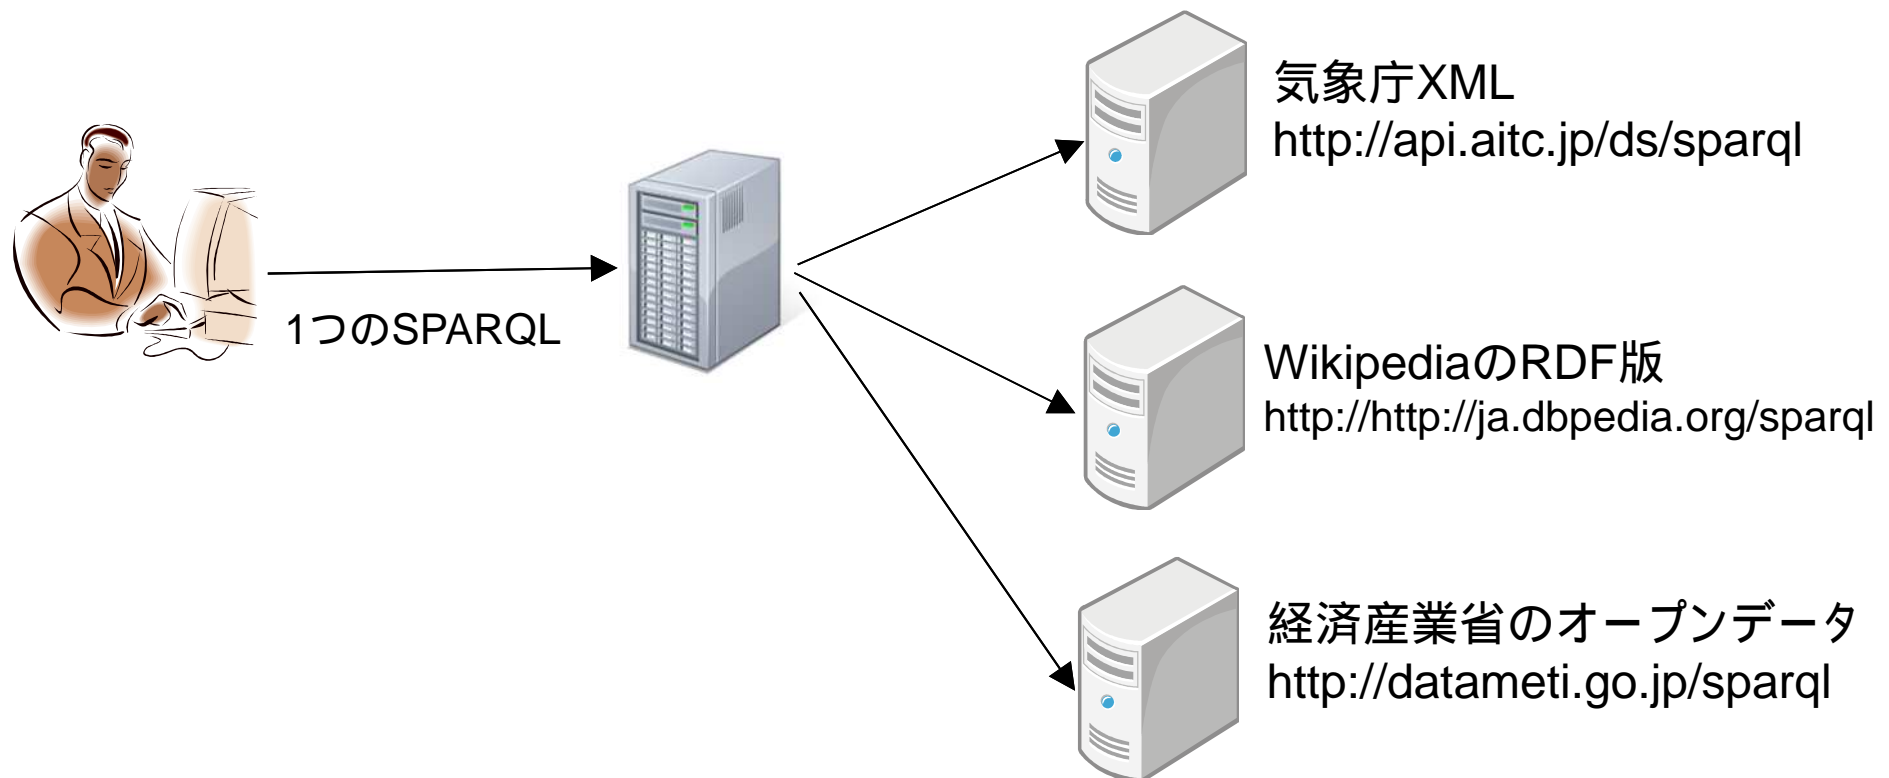 気象庁XML
http://api.aitc.jp/ds/sparql
1つのSPARQL
WikipediaのRDF版
http://http://ja.dbpedia.org/sparql
経済産業省のオープンデータ
http://datameti.go.jp/sparql